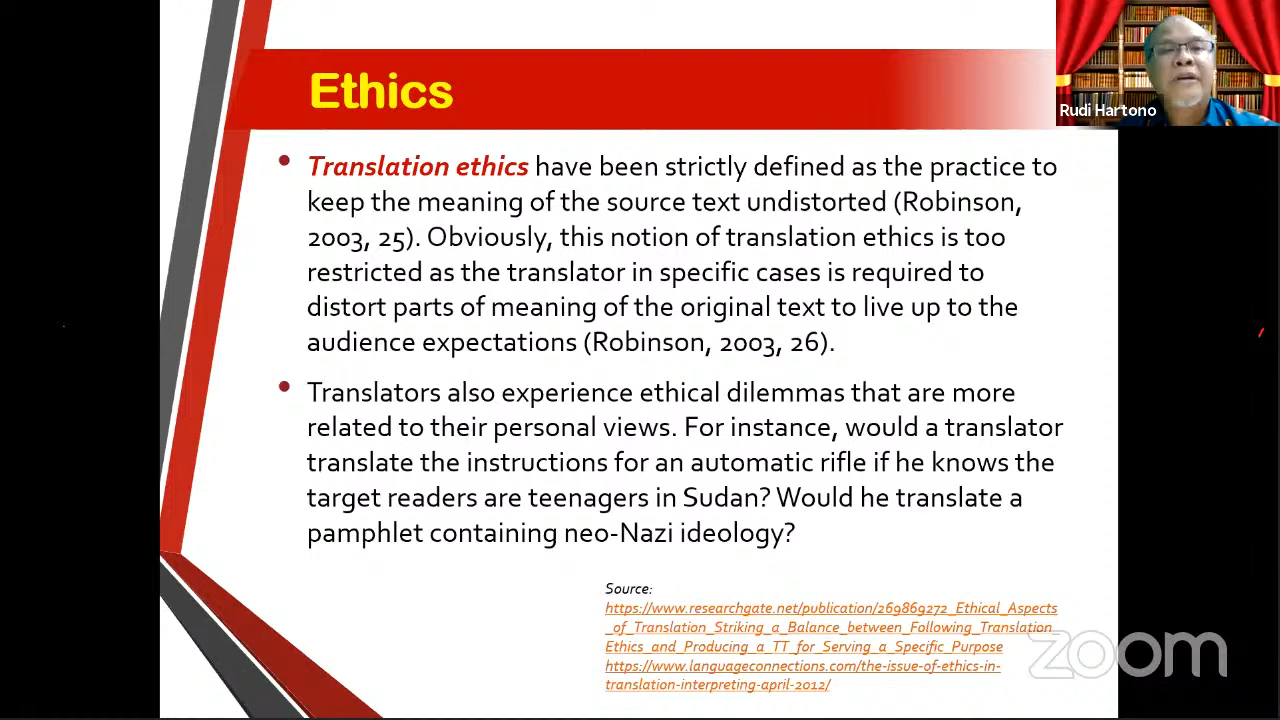 Ethics
Rudi Hartono
• Translation ethics have been strictly defined as the practice to
keep the meaning of the source text undistorted (Robinson,
2003, 25). Obviously, this notion of translation ethics is too
restricted as the translator in specific cases is required to
distort parts of meaning of the original text to live up to the
audience expectations (Robinson, 2003, 26).
• Translators also experience ethical dilemmas that are more
related to their personal views. For instance, would a translator
translate the instructions for an automatic rifle if he knows the
target readers are teenagers in Sudan? Would he translate a
pamphlet containing neo-Nazi ideology?
Source:
https://www.researchgate.net/publication/269869272_Ethical_Aspects
_of_Translation_Striking_a_Balance_between_Following_Translation_
Ethics_and_Producing_a_TT_for_Serving_a_Specific_Purpose
https://www.languageconnections.com/the-issue-of-ethics-in-
translation-interpreting-april-2012/
zoom